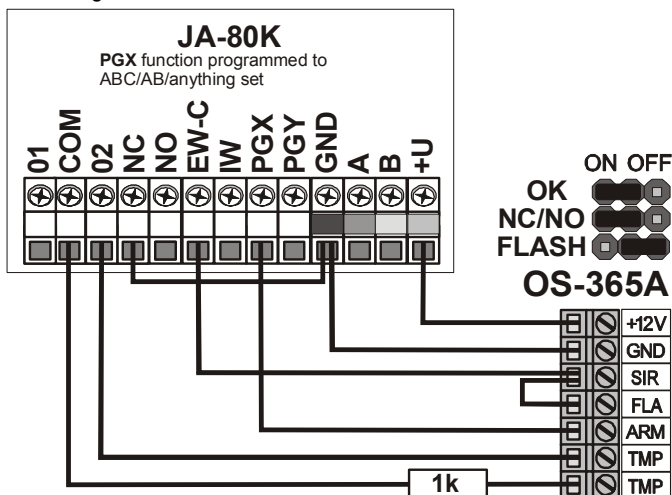 JA-80K
PGX function programmed to
ABC/AB/anything set
01 COM 02 NC NO EW-C IW PGX PGY GND A B +U
ON OFF
OK
NC/NO
FLASH
OS-365A
+12V
GND
SIR
FLA
ARM
TMP
TMP
1k